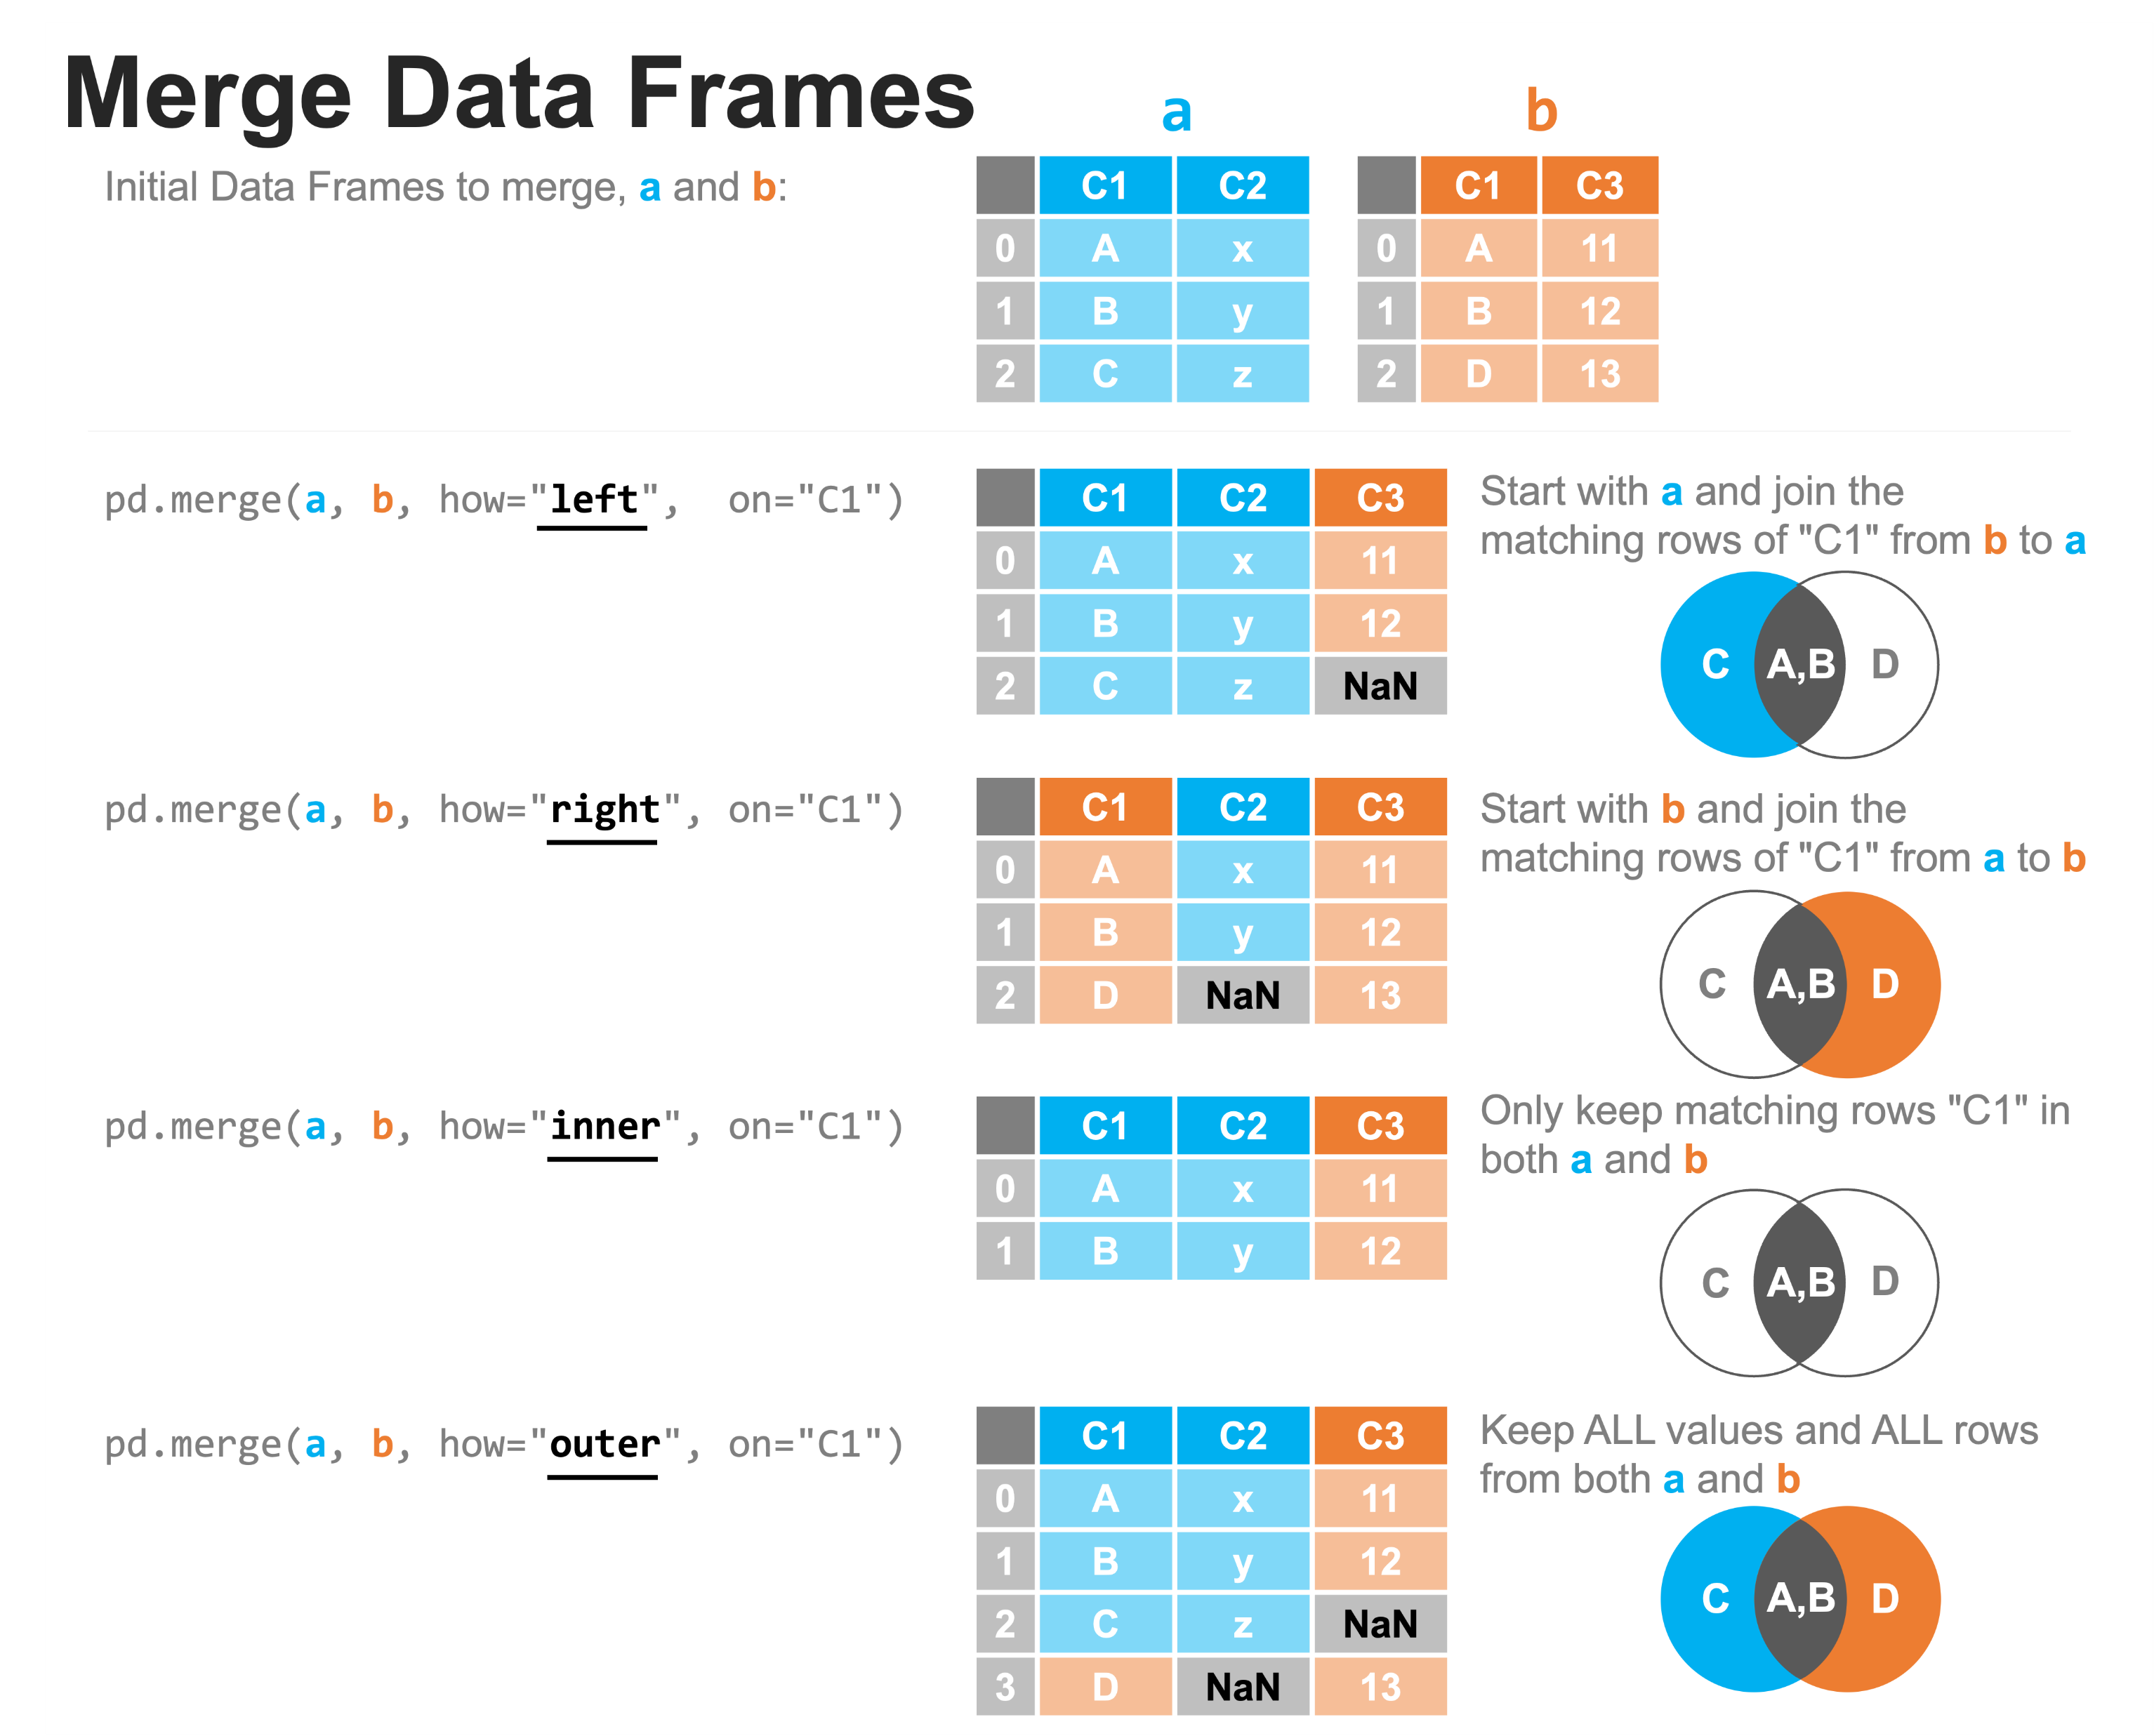 Merge Data Frames
Initial Data Frames to merge, a and b:
a
C1 C2
0 A x
1 B y
2 C z
b
C1 C3
0 A 11
1 B 12
2 D 13
pd.merge(a, b, how="left", on="C1")
C1 C2 C3
0 A x 11
1 B y 12
2 C z NaN
Start with a and join the
matching rows of "C1" from b to a
C A,B D
pd.merge(a, b, how="right", on="C1")
C1 C2 C3
0 A x 11
1 B y 12
2 D NaN 13
Start with b and join the
matching rows of "C1" from a to b
C A,B D
pd.merge(a, b, how="inner", on="C1")
C1 C2 C3
0 A x 11
1 B y 12
Only keep matching rows "C1" in
both a and b
C A,B D
pd.merge(a, b, how="outer", on="C1")
C1 C2 C3
0 A x 11
1 B y 12
2 C z NaN
3 D NaN 13
Keep ALL values and ALL rows
from both a and b
C A,B D